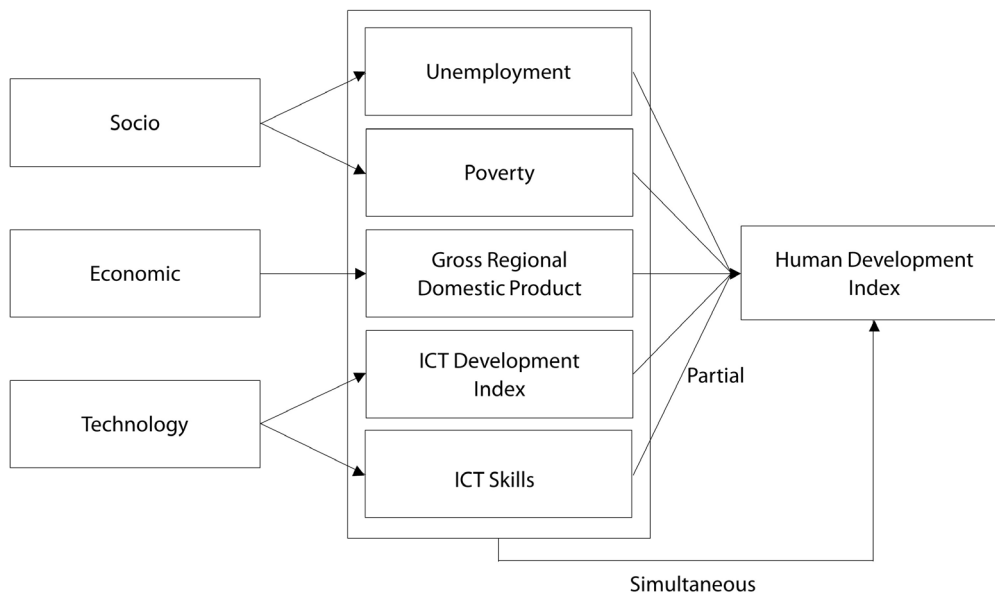 Socio
Economic
Technology
Unemployment
Poverty
Gross Regional
Domestic Product
ICT Development
Index
ICT Skills
Partial
Human Development
Index
Simultaneous